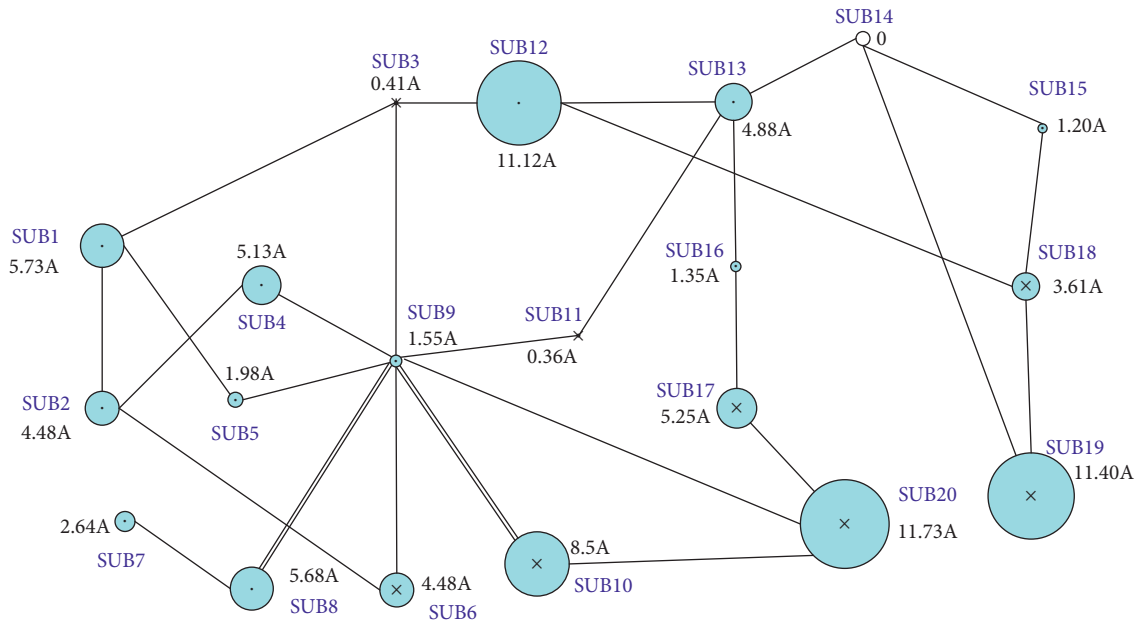 SUB14
0
SUB12
SUB3
0.41A
SUB13
4.88A
SUB15
1.20A
11.12A
SUB1
5.73A
5.13A
SUB4
SUB16
1.35A
SUB18
3.61A
SUB9
1.55A
SUB11
0.36A
1.98A
SUB5
SUB2
4.48A
SUB17
5.25A
SUB19
11.40A
SUB20
11.73A
2.64A
SUB7
5.68A
SUB8
4.48A
SUB6
8.5A
SUB10